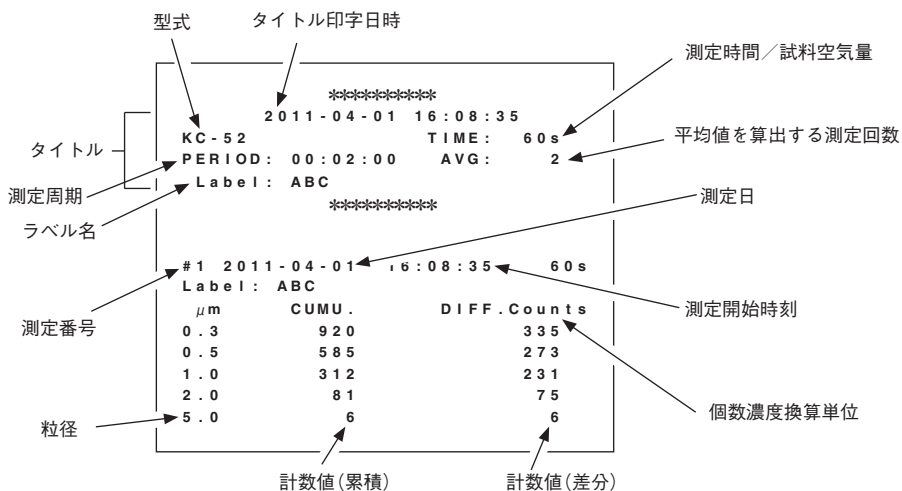 型式
タイトル印字日時
測定時間／試料空気量
**********
2011-04-01 16:08:35
KC-52 TIME: 60s
平均値を算出する測定回数
タイトル
PERIOD: 00:02:00 AVG: 2
Label: ABC
測定周期
測定日
**********
ラベル名
#1 2011-04-01 16:08:35 60s
Label: ABC
測定開始時刻
測定番号
μm CUMU. DIFF.Counts
0.3 920 335
0.5 585 273
1.0 312 231
2.0 81 75
個数濃度換算単位
5.0 6 6
粒径
計数値(累積)
計数値(差分)